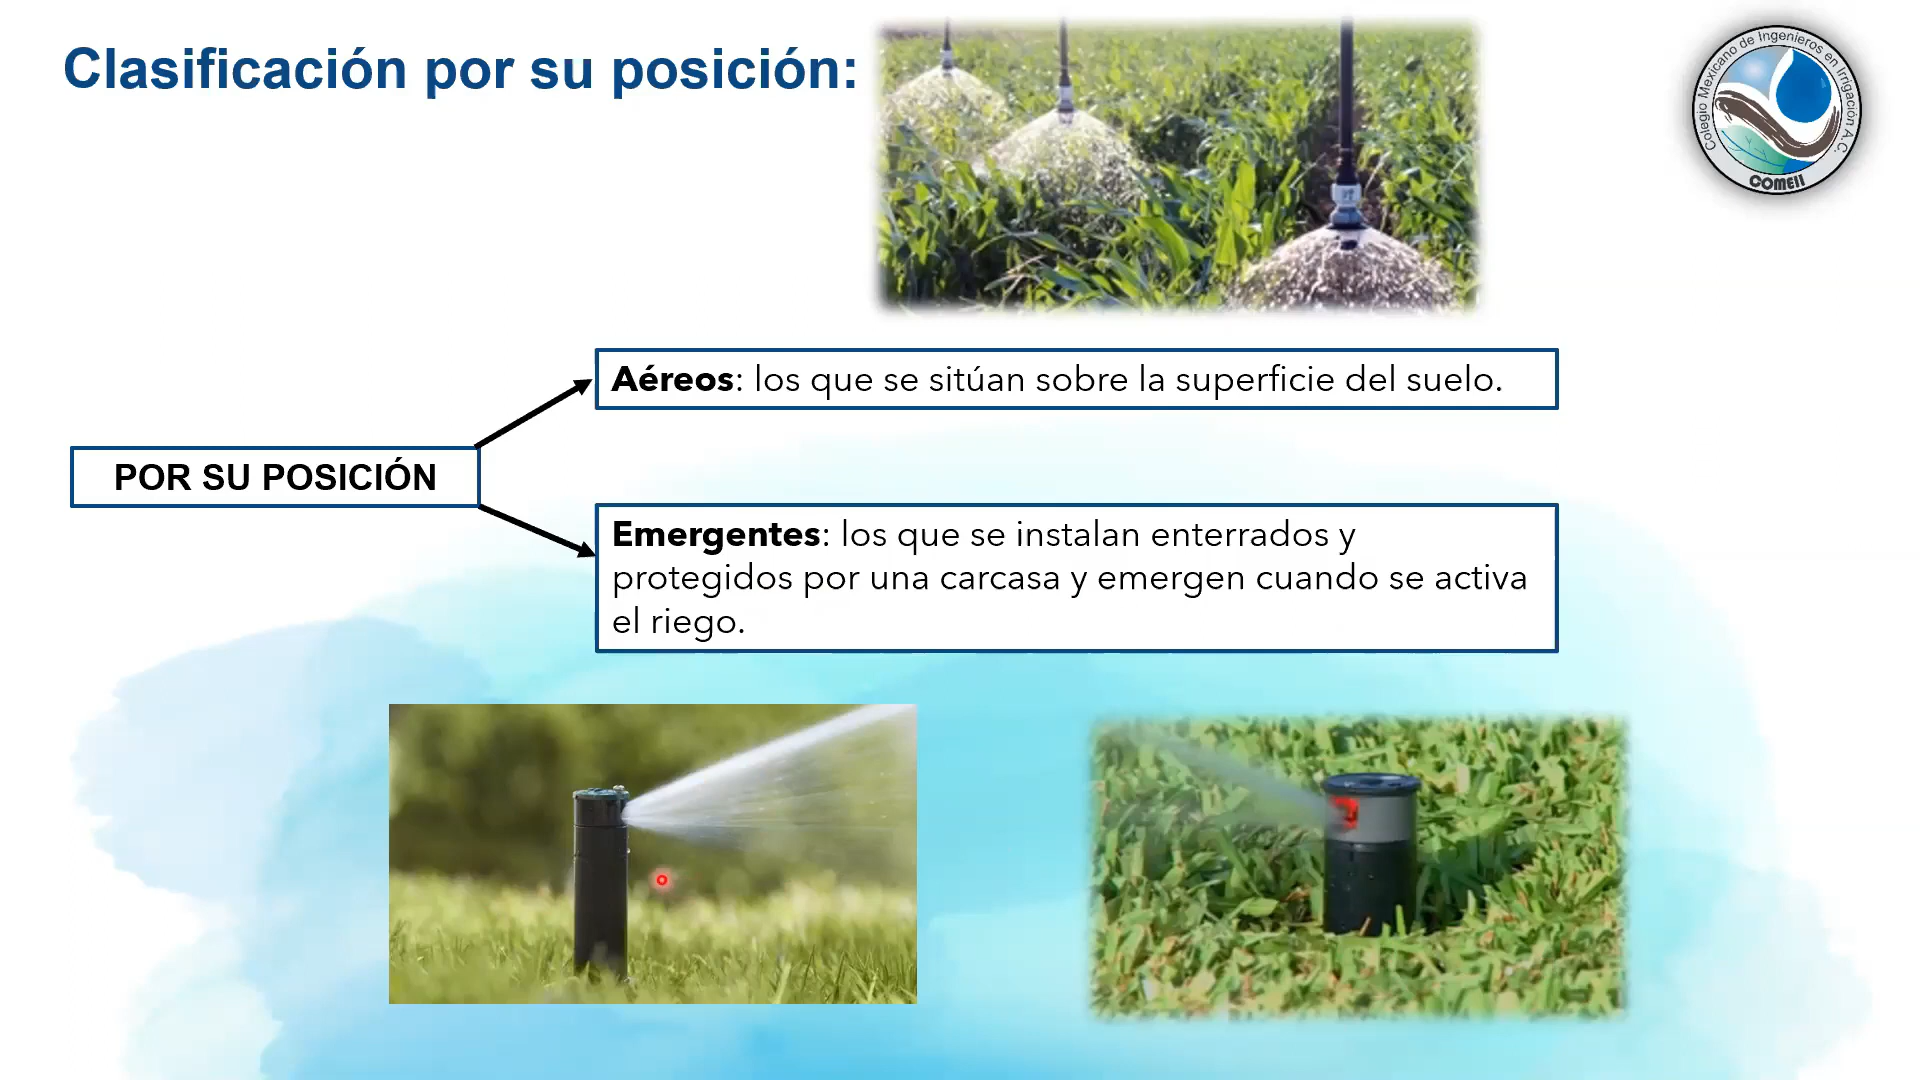 Clasificación por su posición:
Colegio Mexicano de Ingenieros en Irrigación A.C.
COMEII
Aéreos: los que se sitúan sobre la superficie del suelo.
POR SU POSICIÓN
Emergentes: los que se instalan enterrados y
protegidos por una carcasa y emergen cuando se activa
el riego.